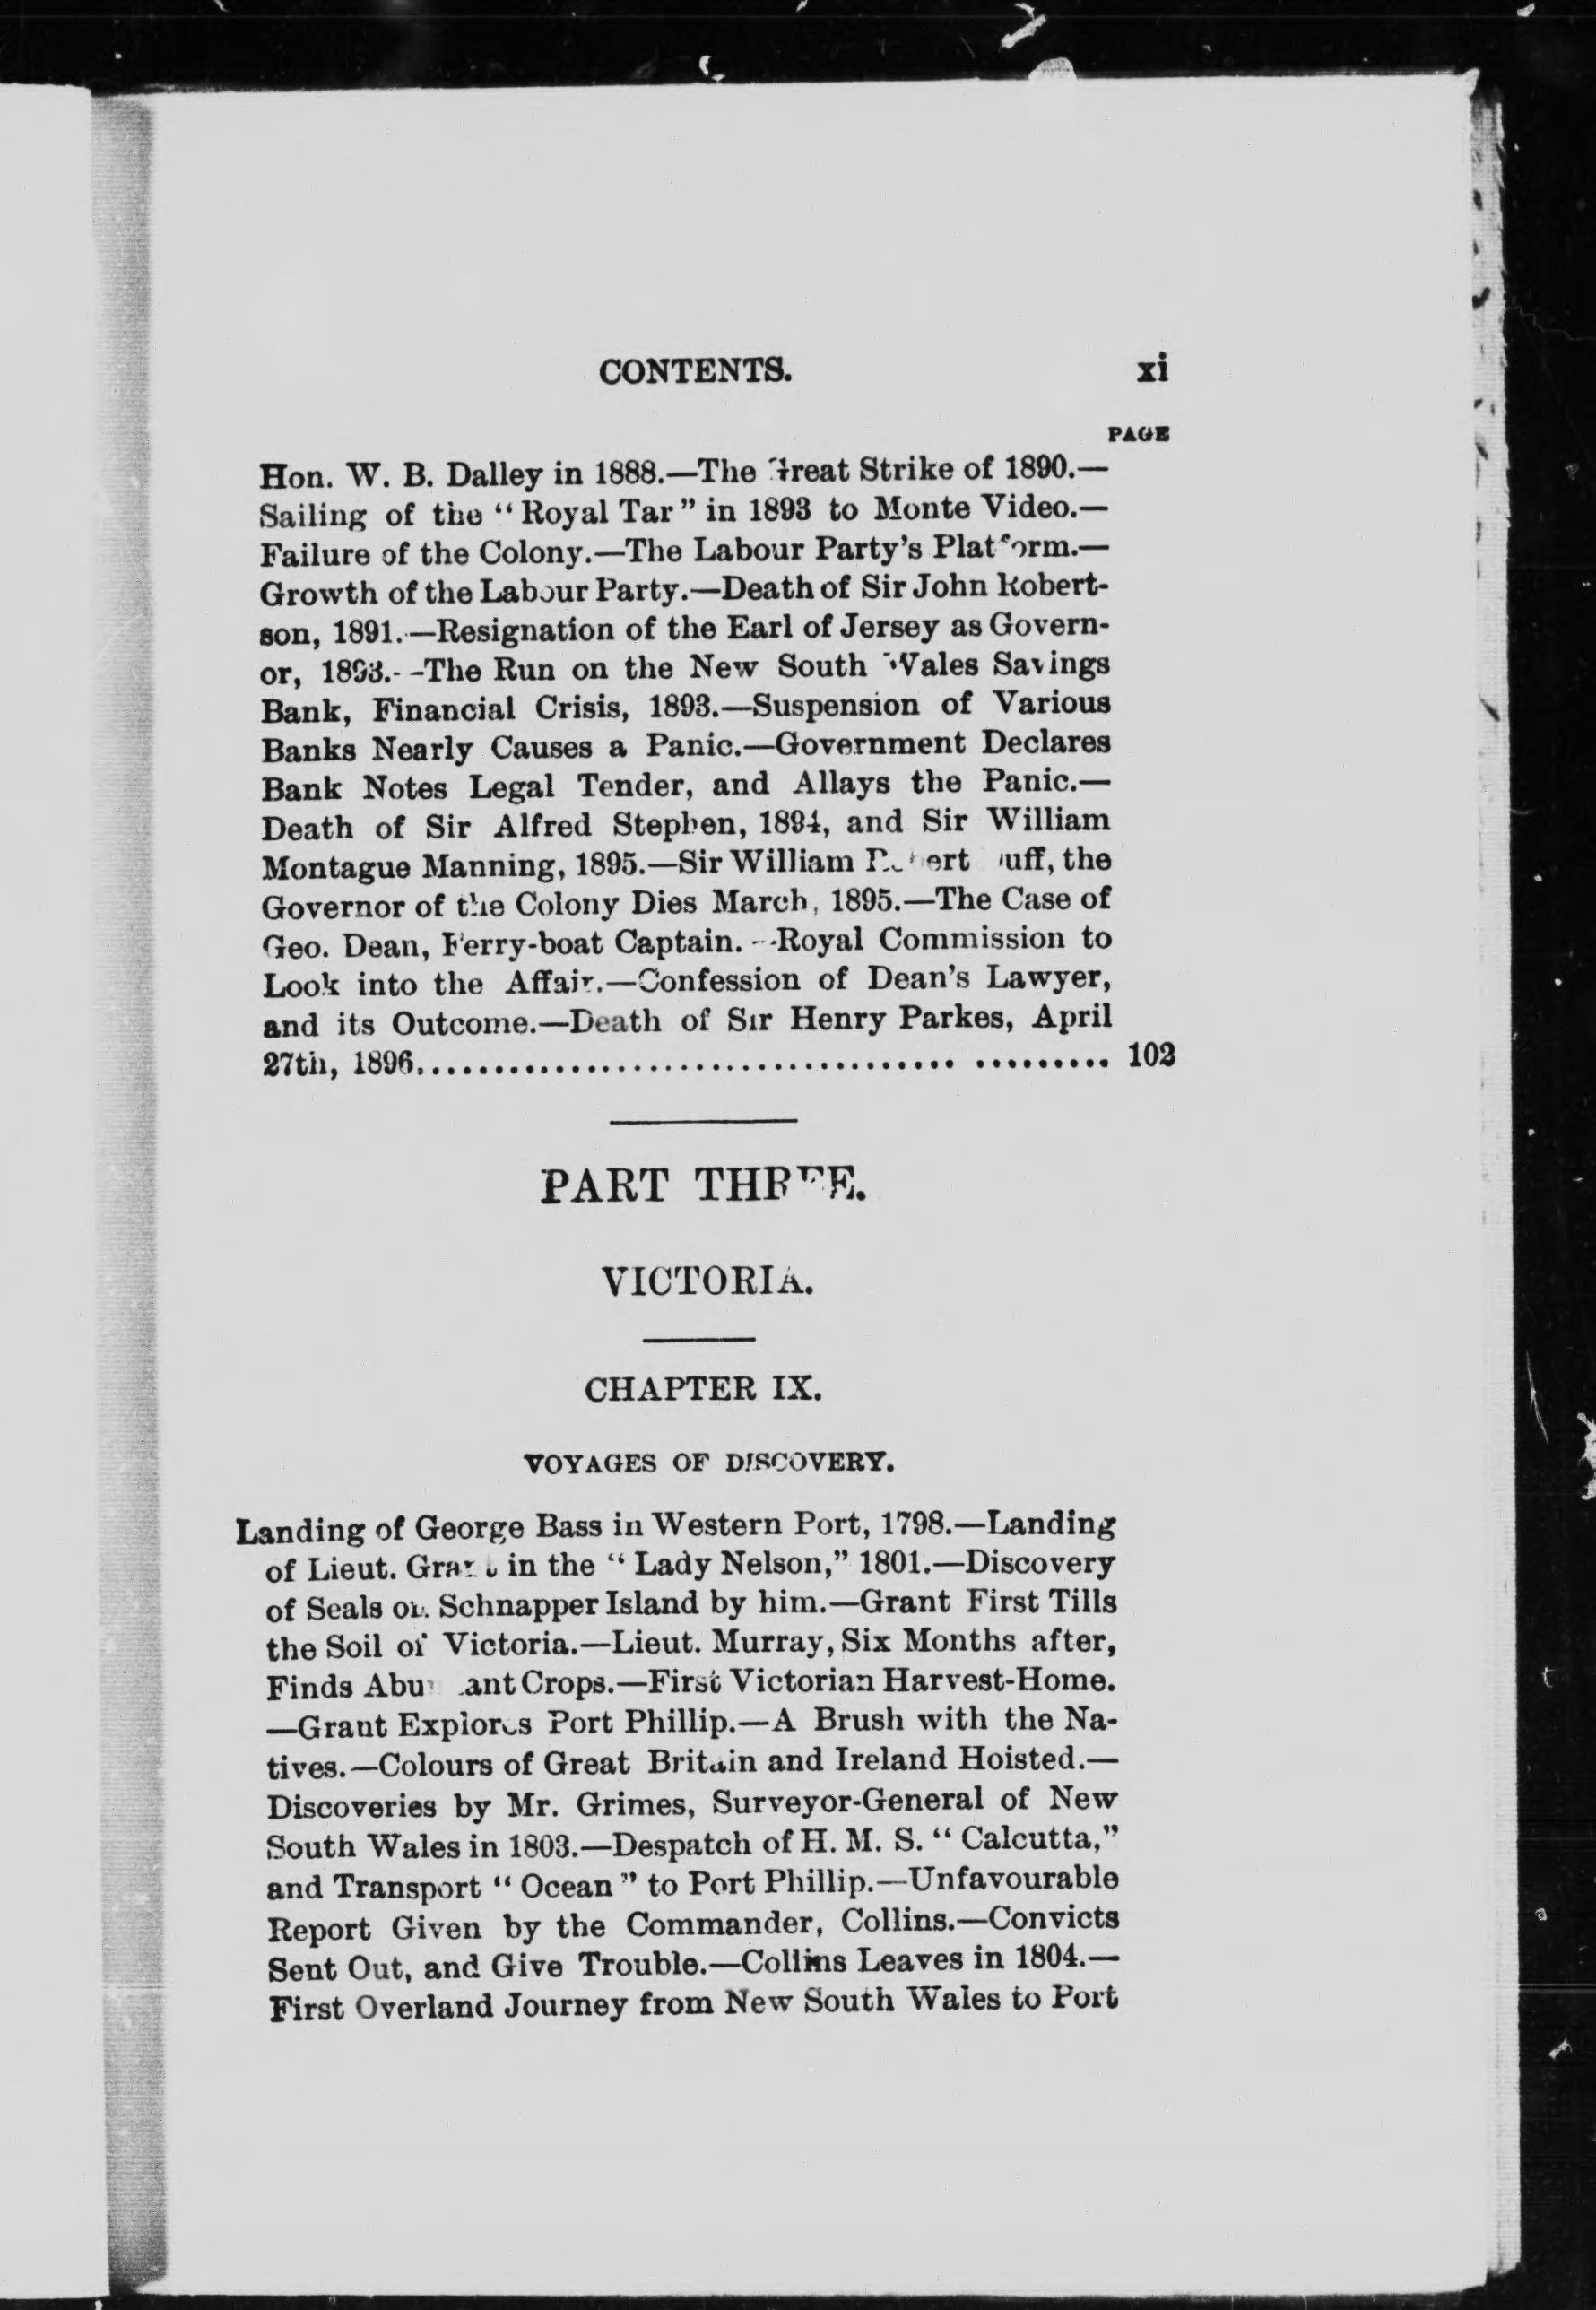 CONTENTS. xi
PAGE
Hon. W. B. Dalley in 1888.—The Great Strike of 1890.—
Sailing of the “Royal Tar” in 1893 to Monte Video.—
Failure of the Colony.—The Labour Party’s Platform.—
Growth of the Labour Party.—Death of Sir John Robert-
son, 1891.—Resignation of the Earl of Jersey as Govern-
or, 1893.--The Run on the New South Wales Savings
Bank, Financial Crisis, 1893.—Suspension of Various
Banks Nearly Causes a Panic.—Government Declares
Bank Notes Legal Tender, and Allays the Panic.—
Death of Sir Alfred Stephen, 1894, and Sir William
Montague Manning, 1895.—Sir William Robert Duff, the
Governor of the Colony Dies March, 1895.—The Case of
Geo. Dean, Ferry-boat Captain.--Royal Commission to
Look into the Affair.—Confession of Dean’s Lawyer,
and its Outcome.—Death of Sir Henry Parkes, April
27th, 1896............................................. 102
PART THREE.
VICTORIA.
CHAPTER IX.
VOYAGES OF DISCOVERY.
Landing of George Bass in Western Port, 1798.—Landing
of Lieut. Grant in the “Lady Nelson,” 1801.—Discovery
of Seals on Schnapper Island by him.—Grant First Tills
the Soil of Victoria.—Lieut. Murray, Six Months after,
Finds Abundant Crops.—First Victorian Harvest-Home.
—Grant Explores Port Phillip.—A Brush with the Na-
tives.—Colours of Great Britain and Ireland Hoisted.—
Discoveries by Mr. Grimes, Surveyor-General of New
South Wales in 1803.—Despatch of H. M. S. “Calcutta,”
and Transport “Ocean” to Port Phillip.—Unfavourable
Report Given by the Commander, Collins.—Convicts
Sent Out, and Give Trouble.—Collins Leaves in 1804.—
First Overland Journey from New South Wales to Port